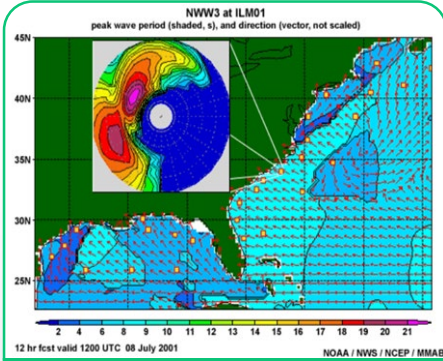 NWW3 at ILM01
peak wave period (shaded, s), and direction (vector, not scaled)
45N
40N
35N
30N
25N
2 4 6 8 9 10 11 12 13 14 15 16 17 18 19 20 21
12 hr fcst valid 1200 UTC 08 July 2001
NOAA / NWS / NCEP / MMAB